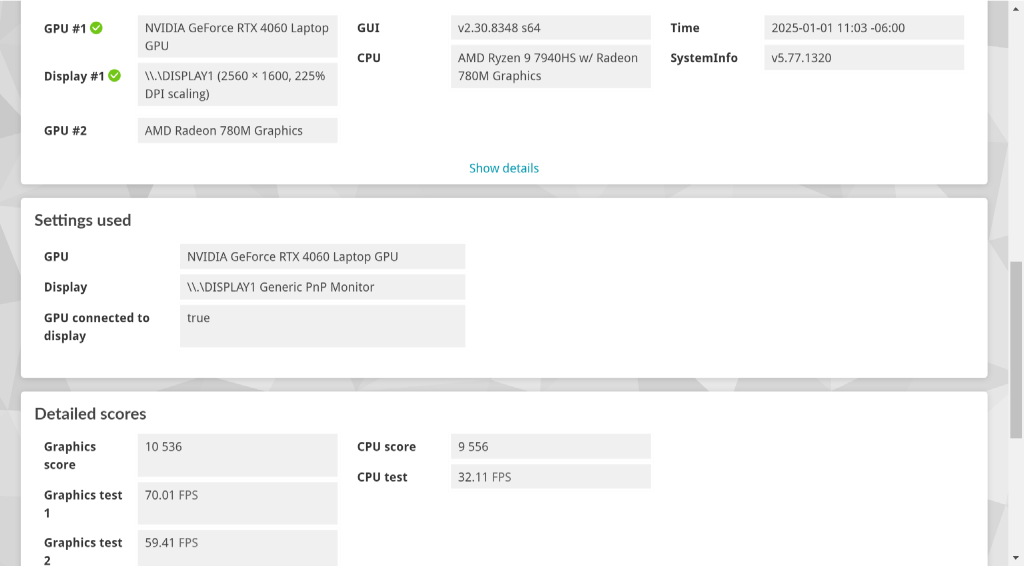 GPU #1
NVIDIA GeForce RTX 4060 Laptop
GPU
Display #1
\\.\DISPLAY1 (2560 × 1600, 225%
DPI scaling)
GPU #2
AMD Radeon 780M Graphics
GUI
v2.30.8348 s64
CPU
AMD Ryzen 9 7940HS w/ Radeon
780M Graphics
Time
2025-01-01 11:03 -06:00
SystemInfo
v5.77.1320
Show details
Settings used
GPU
NVIDIA GeForce RTX 4060 Laptop GPU
Display
\\.\DISPLAY1 Generic PnP Monitor
GPU connected to
display
true
Detailed scores
Graphics
score
10 536
Graphics test
1
70.01 FPS
Graphics test
2
59.41 FPS
CPU score
9 556
CPU test
32.11 FPS